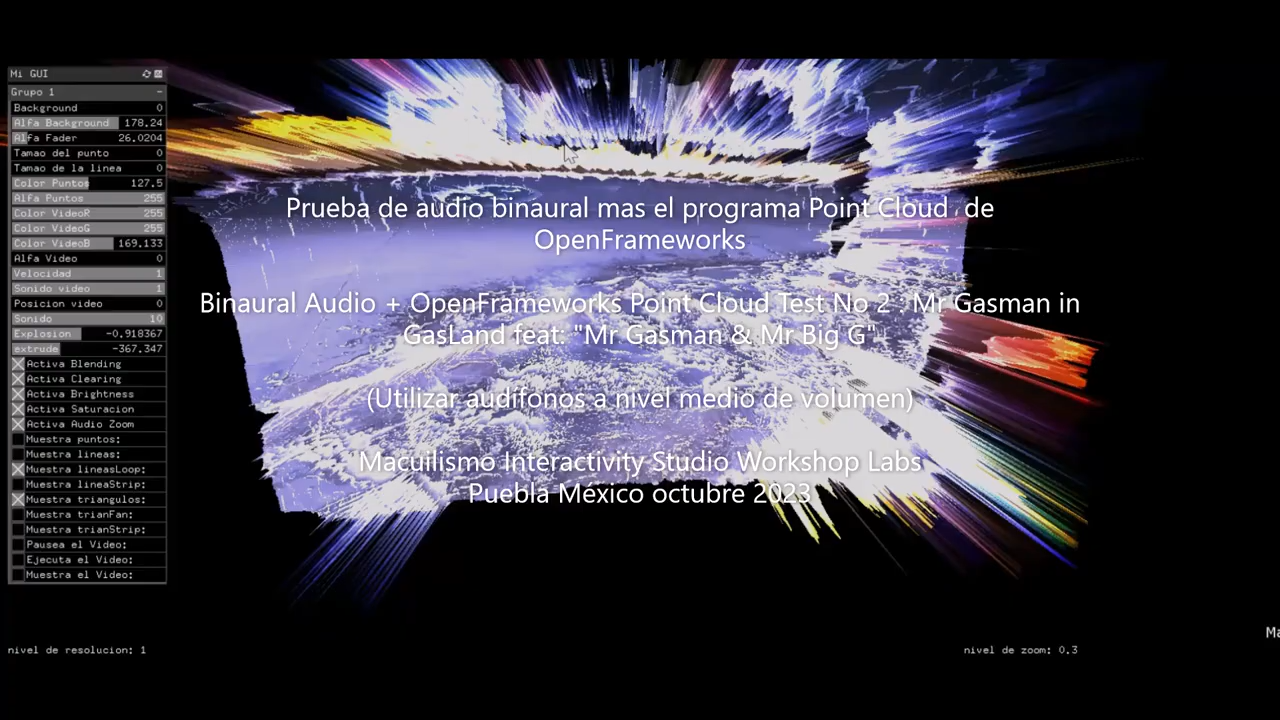 Mi GUI
Grupo 1 -
Background 0
Alfa Background 178.24
Alfa Fader 26.0204
Tamao del punto 0
Tamao de la linea 0
Color Puntos 127.5
Alfa Puntos 255
Color VideoR 255
Color VideoG 255
Color VideoB 169.133
Alfa Video 0
Velocidad 1
Sonido video 1
Posicion video 0
Sonido 10
Explosion -0.918367
extrude -367.347
Activa Blending
Activa Clearing
Activa Brightness
Activa Saturacion
Activa Audio Zoom
Muestra puntos:
Muestra lineas:
Muestra lineasLoop:
Muestra lineaStrip:
Muestra triangulos:
Muestra trianFan:
Muestra trianStrip:
Pausea el Video:
Ejecuta el Video:
Muestra el Video:
Prueba de audio binaural mas el programa Point Cloud de
OpenFrameworks
Binaural Audio + OpenFrameworks Point Cloud Test No 2 . Mr Gasman in
GasLand feat: "Mr Gasman & Mr Big G"
(Utilizar audífonos a nivel medio de volumen)
Macuilismo Interactivity Studio Workshop Labs
Puebla México octubre 2023
nivel de resolucion: 1
nivel de zoom: 0.3